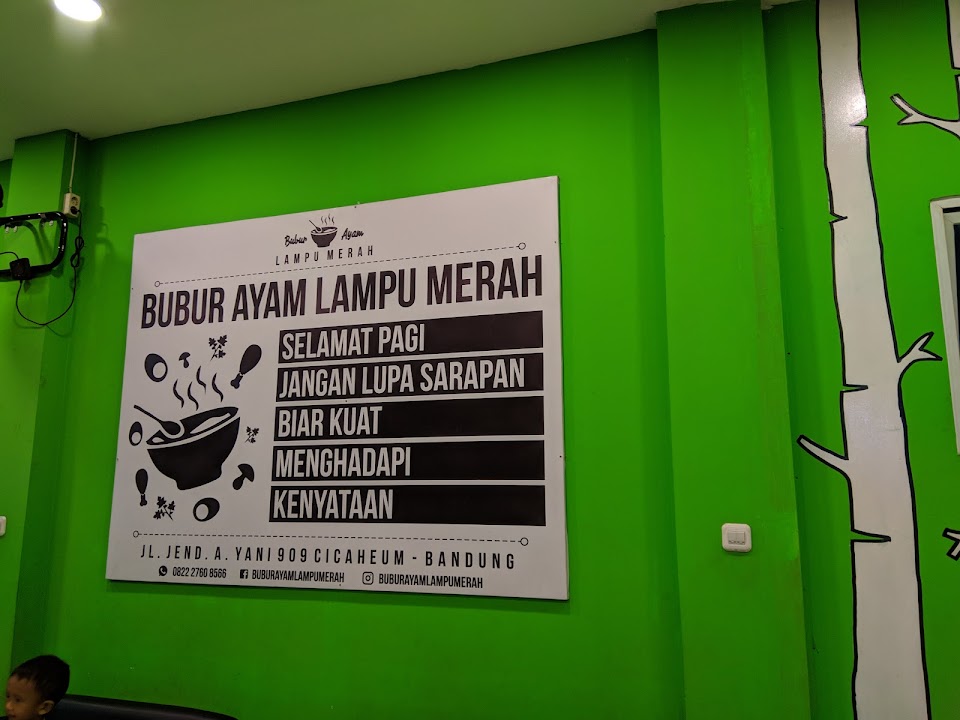 Bubur Ayam
LAMPU MERAH
BUBUR AYAM LAMPU MERAH
SELAMAT PAGI
JANGAN LUPA SARAPAN
BIAR KUAT
MENGHADAPI
KENYATAAN
JL. JEND. A. YANI 909 CICAHEUM - BANDUNG
0822 2760 8566 BUBURAYAMLAMPUMERAH BUBURAYAMLAMPUMERAH